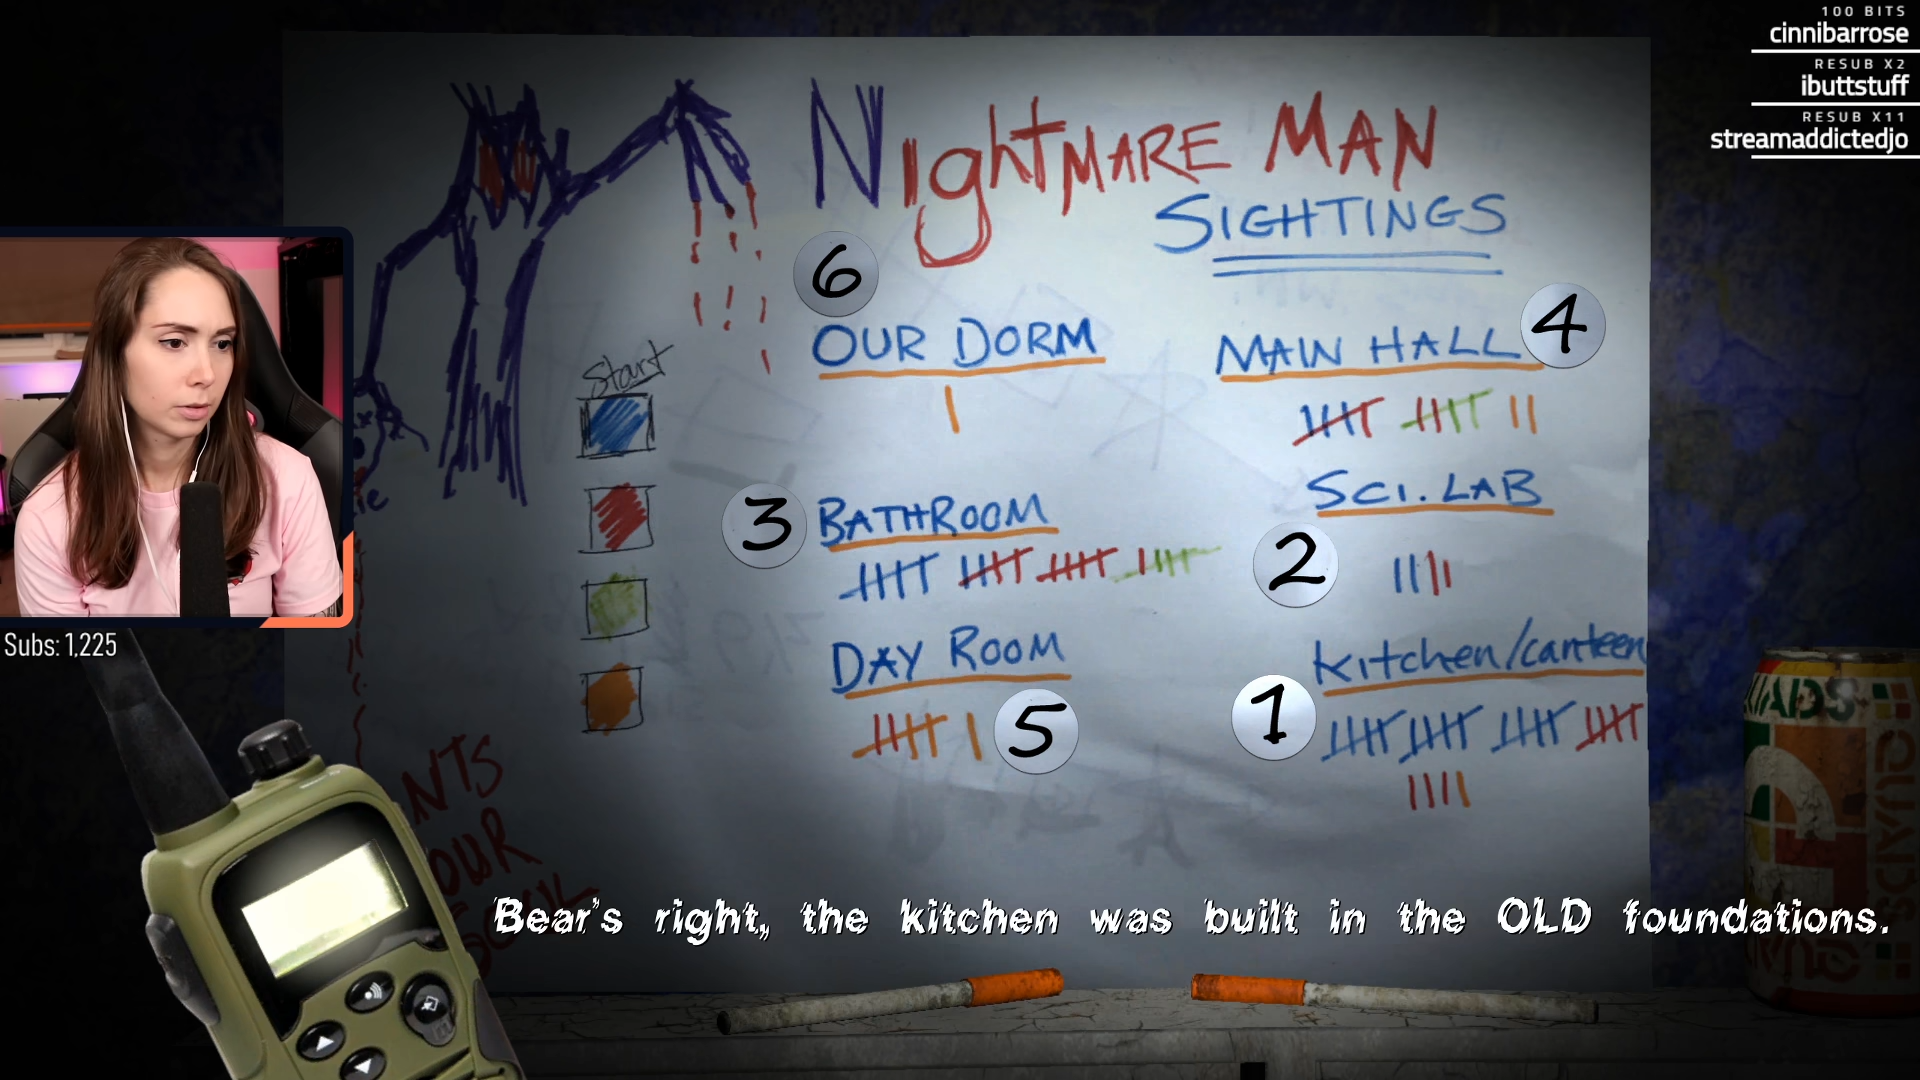 100 BITS
cinnibarrose
RESUB X2
ibuttstuff
RESUB X11
streamaddictedjo
NIghTMARE MAN
SIGHTINGS
6
OUR DORM
MAIN HALL
4
Start
SCI. LAB
3
BATHROOM
2
DAY ROOM
kitchen/canteen
5
1
Subs: 1,225
NTS
OUR
Bear's right, the kitchen was built in the OLD foundations.